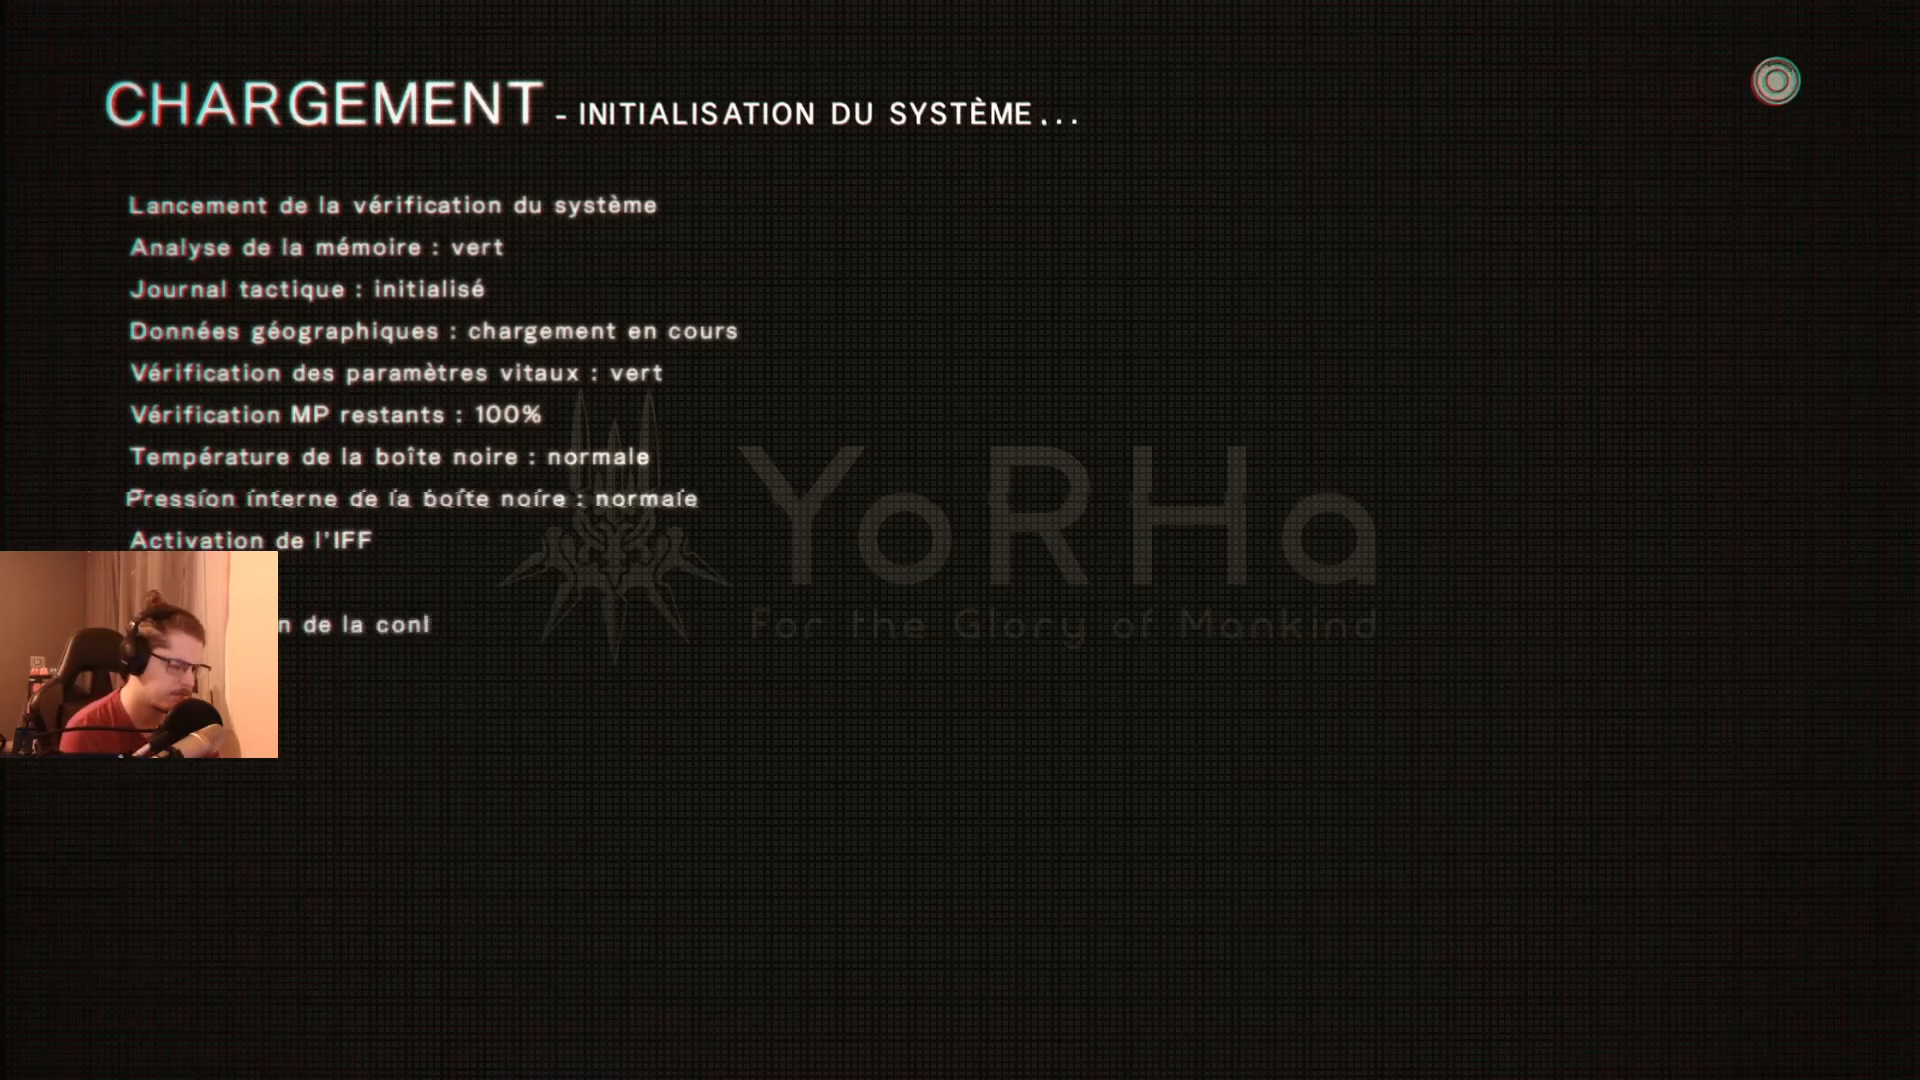 CHARGEMENT - INITIALISATION DU SYSTÈME...
Lancement de la vérification du système
Analyse de la mémoire : vert
Journal tactique : initialisé
Données géographiques : chargement en cours
Vérification des paramètres vitaux : vert
Vérification MP restants : 100%
Température de la boîte noire : normale
Pression interne de la boîte noire : normale
Activation de l'IFF
de la
YoRHa
For the Glory of Mankind